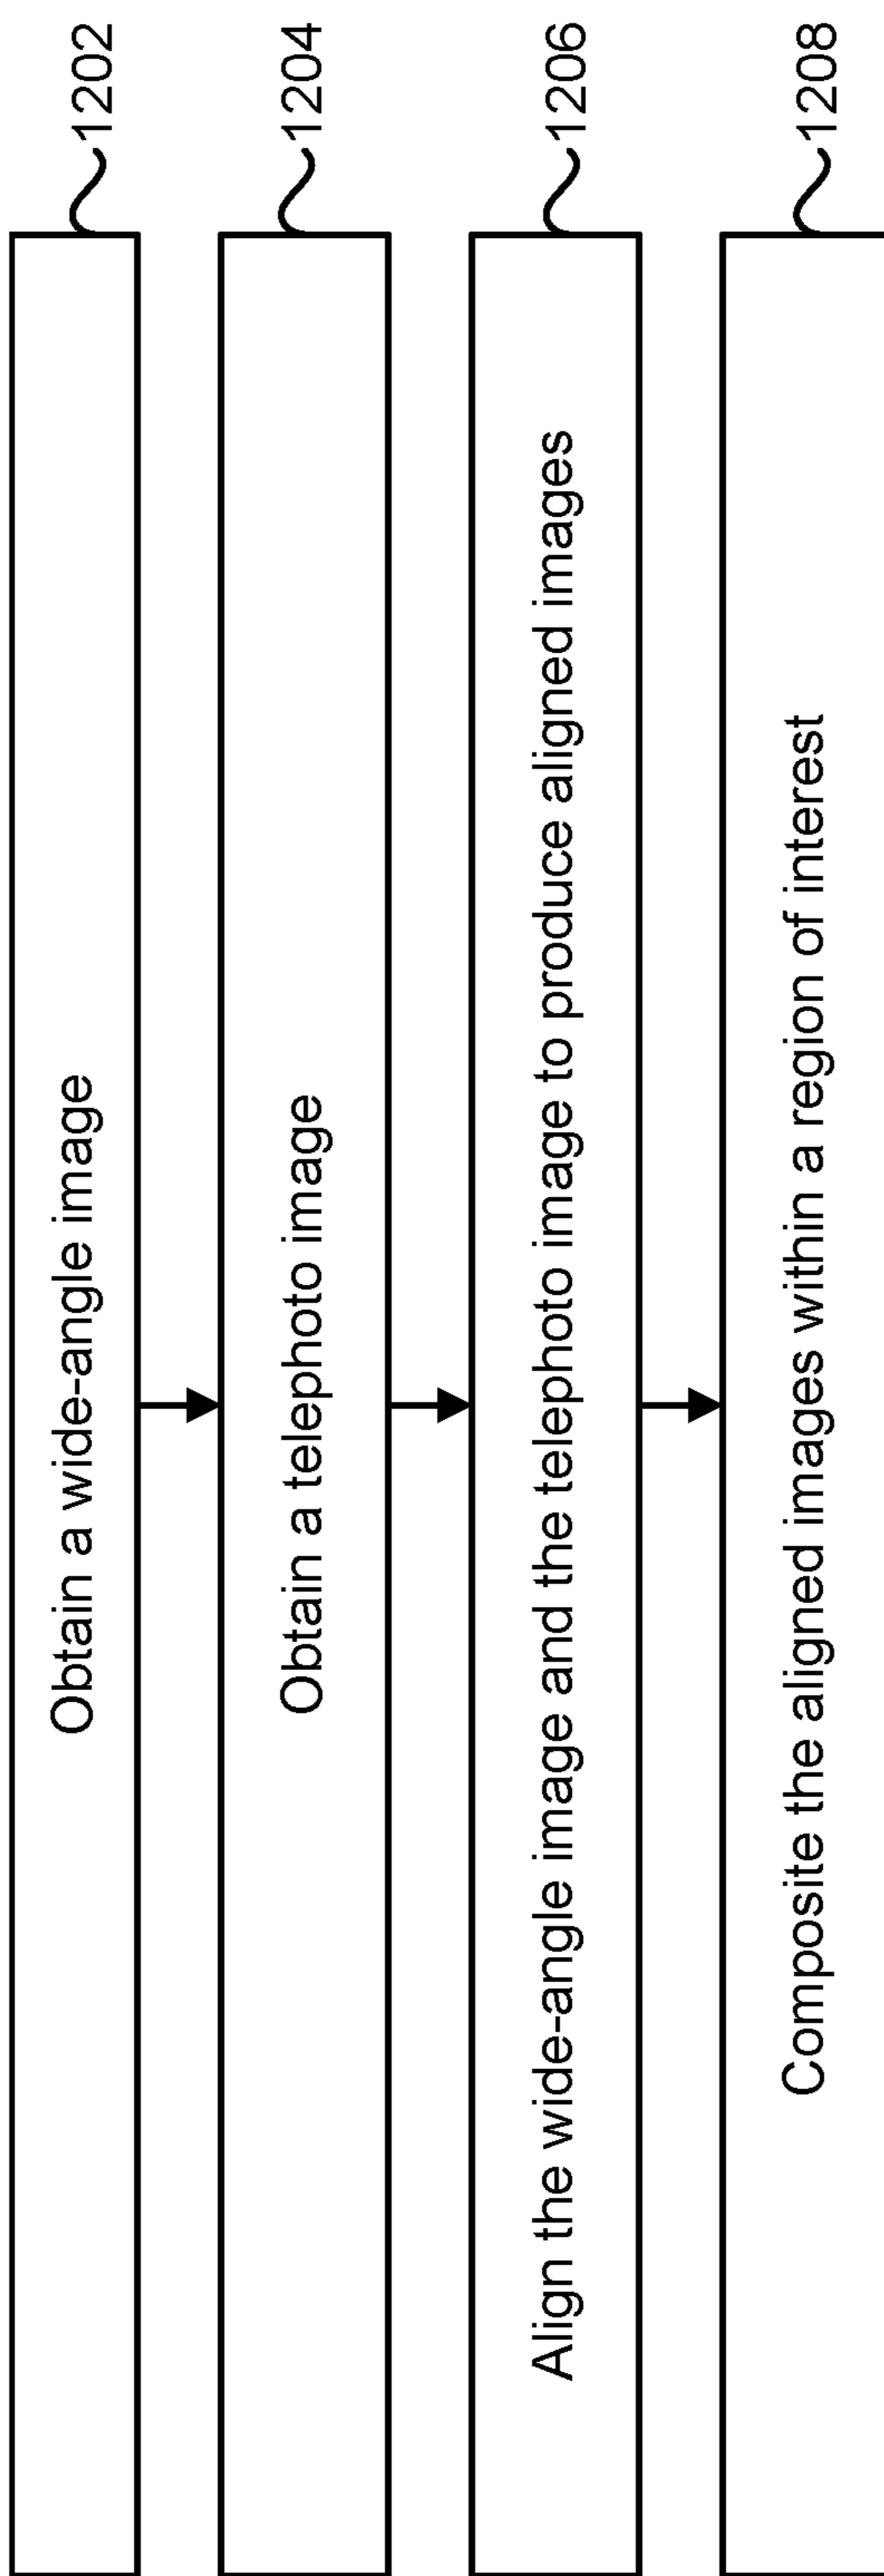 Obtain a wide-angle image
1202
Obtain a telephoto image
1204
Align the wide-angle image and the telephoto image to produce aligned images
1206
Composite the aligned images within a region of interest
1208